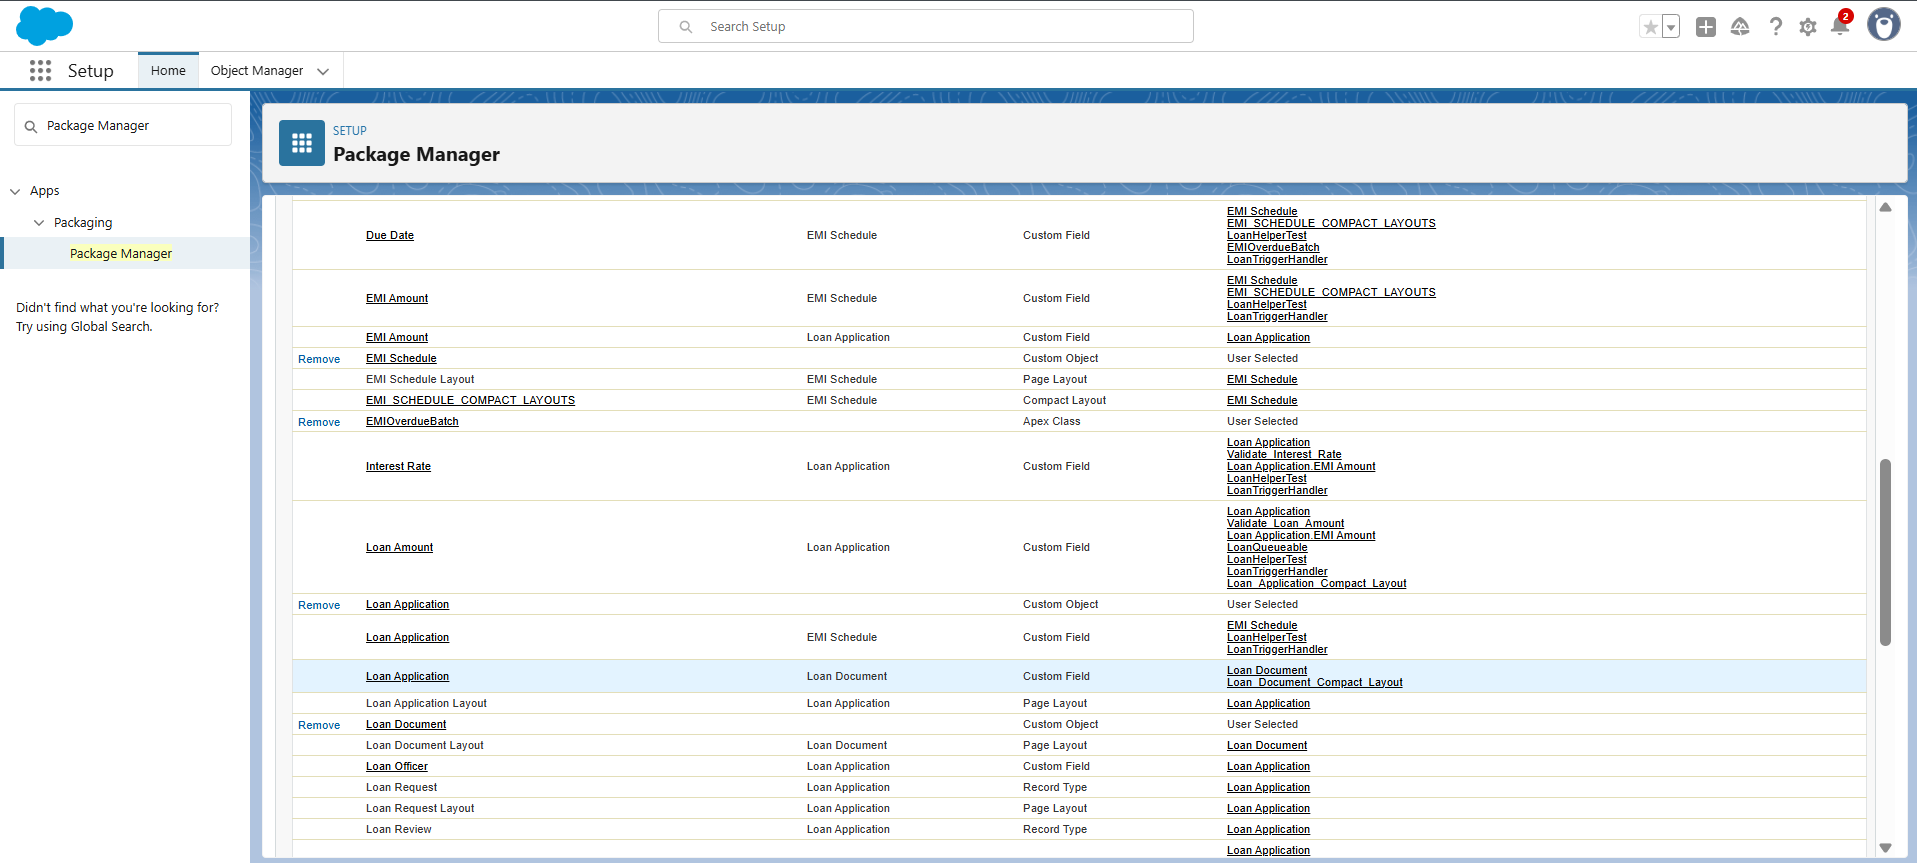 Search Setup
2
Setup
Home
Object Manager
Package Manager
Apps
Packaging
Package Manager
Didn't find what you're looking for?
Try using Global Search.
SETUP
Package Manager
Due Date EMI Schedule Custom Field EMI Schedule
EMI_SCHEDULE_COMPACT_LAYOUTS
LoanHelperTest
EMIOverdueBatch
LoanTriggerHandler
EMI Amount EMI Schedule Custom Field EMI Schedule
EMI_SCHEDULE_COMPACT_LAYOUTS
LoanHelperTest
LoanTriggerHandler
EMI Amount Loan Application Custom Field Loan Application
Remove EMI Schedule Custom Object User Selected
EMI Schedule Layout EMI Schedule Page Layout EMI Schedule
EMI_SCHEDULE_COMPACT_LAYOUTS EMI Schedule Compact Layout EMI Schedule
Remove EMIOverdueBatch Apex Class User Selected
Interest Rate Loan Application Custom Field Loan Application
Validate_Interest_Rate
Loan Application.EMI Amount
LoanHelperTest
LoanTriggerHandler
Loan Amount Loan Application Custom Field Loan Application
Validate_Loan_Amount
Loan Application.EMI Amount
LoanQueueable
LoanHelperTest
LoanTriggerHandler
Loan_Application_Compact_Layout
Remove Loan Application Custom Object User Selected
Loan Application EMI Schedule Custom Field EMI Schedule
LoanHelperTest
LoanTriggerHandler
Loan Application Loan Document Custom Field Loan Document
Loan_Document_Compact_Layout
Loan Application Layout Loan Application Page Layout Loan Application
Remove Loan Document Custom Object User Selected
Loan Document Layout Loan Document Page Layout Loan Document
Loan Officer Loan Application Custom Field Loan Application
Loan Request Loan Application Record Type Loan Application
Loan Request Layout Loan Application Page Layout Loan Application
Loan Review Loan Application Record Type Loan Application
Loan Application